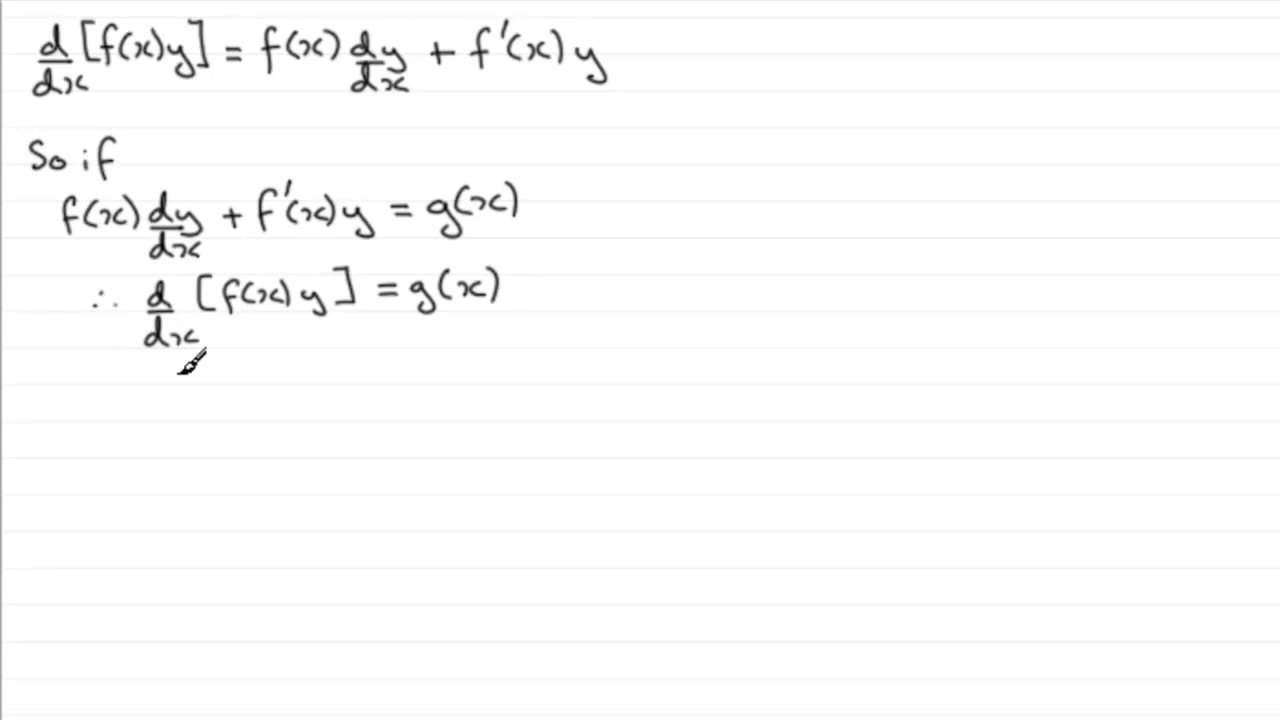 d/dx [f(x)y] = f(x) dy/dx + f'(x) y
So if
f(x) dy/dx + f'(x) y = g(x)
∴ d/dx [f(x) y] = g(x)